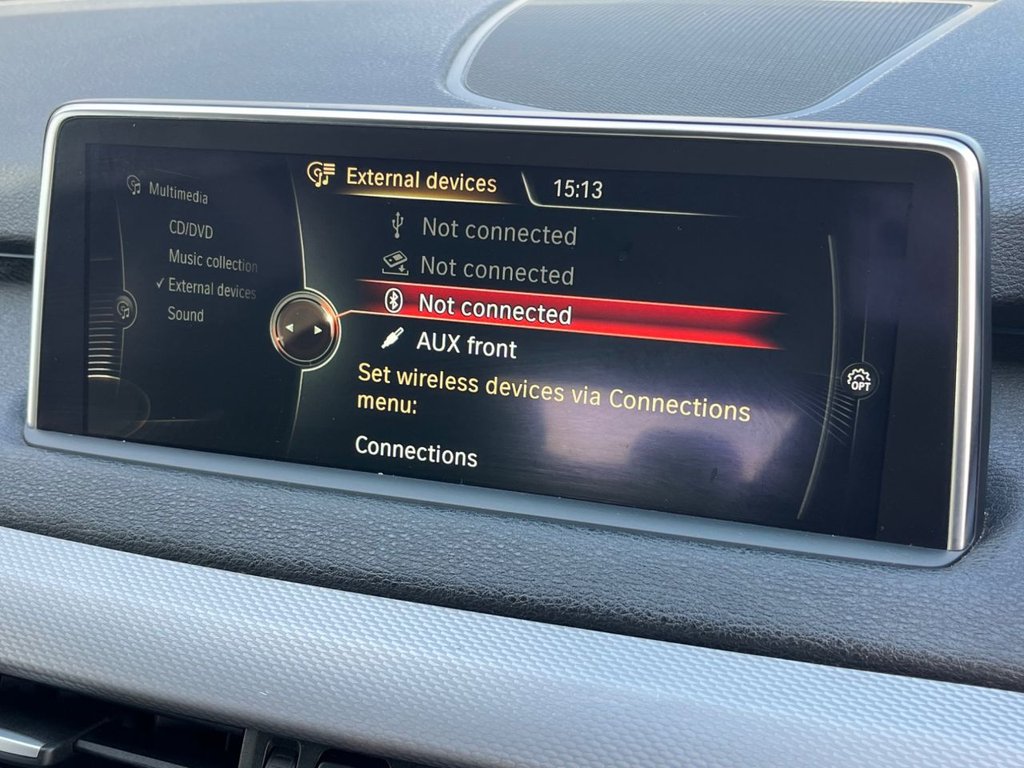 Multimedia
CD/DVD
Music collection
External devices
Sound
External devices
15:13
Not connected
Not connected
Not connected
AUX front
Set wireless devices via Connections
menu:
Connections
OPT